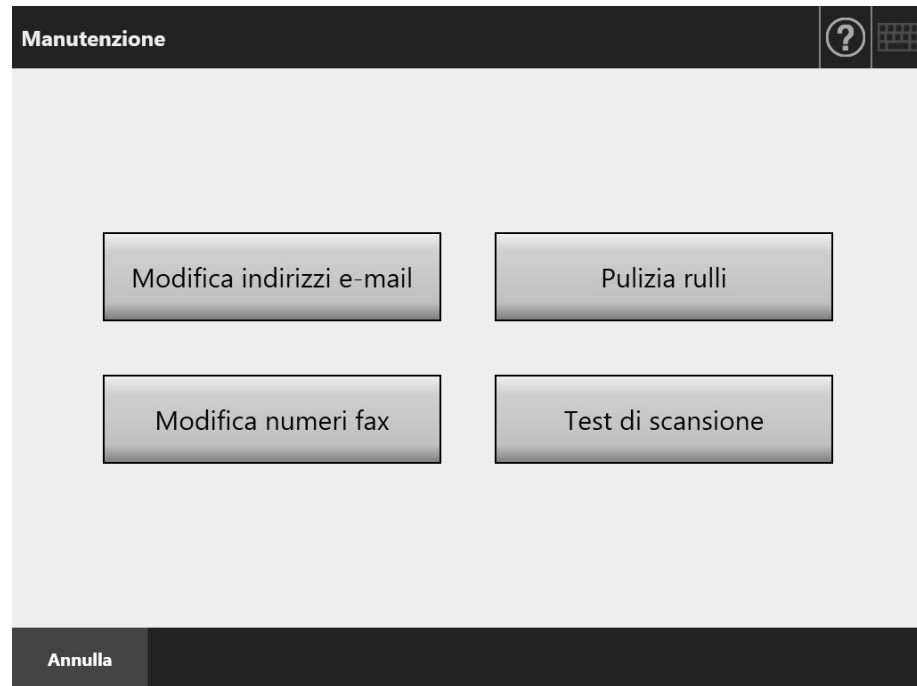 Manutenzione
?
Modifica indirizzi e-mail
Pulizia rulli
Modifica numeri fax
Test di scansione
Annulla